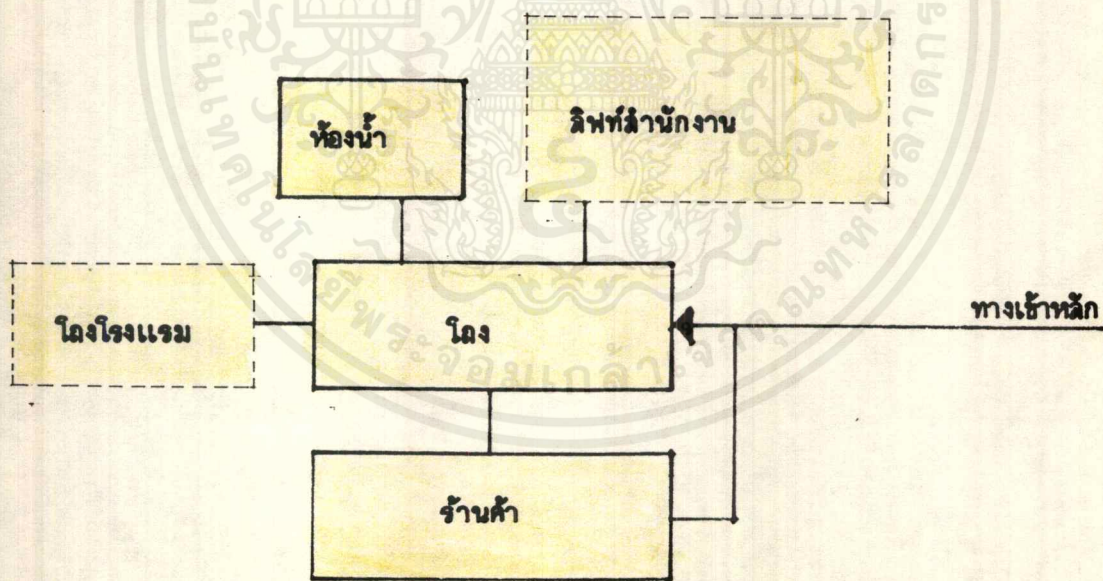 ห้องน้ำ
ลิฟท์สำนักงาน
โถงโรงแรม
โถง
ทางเข้าหลัก
ร้านค้า